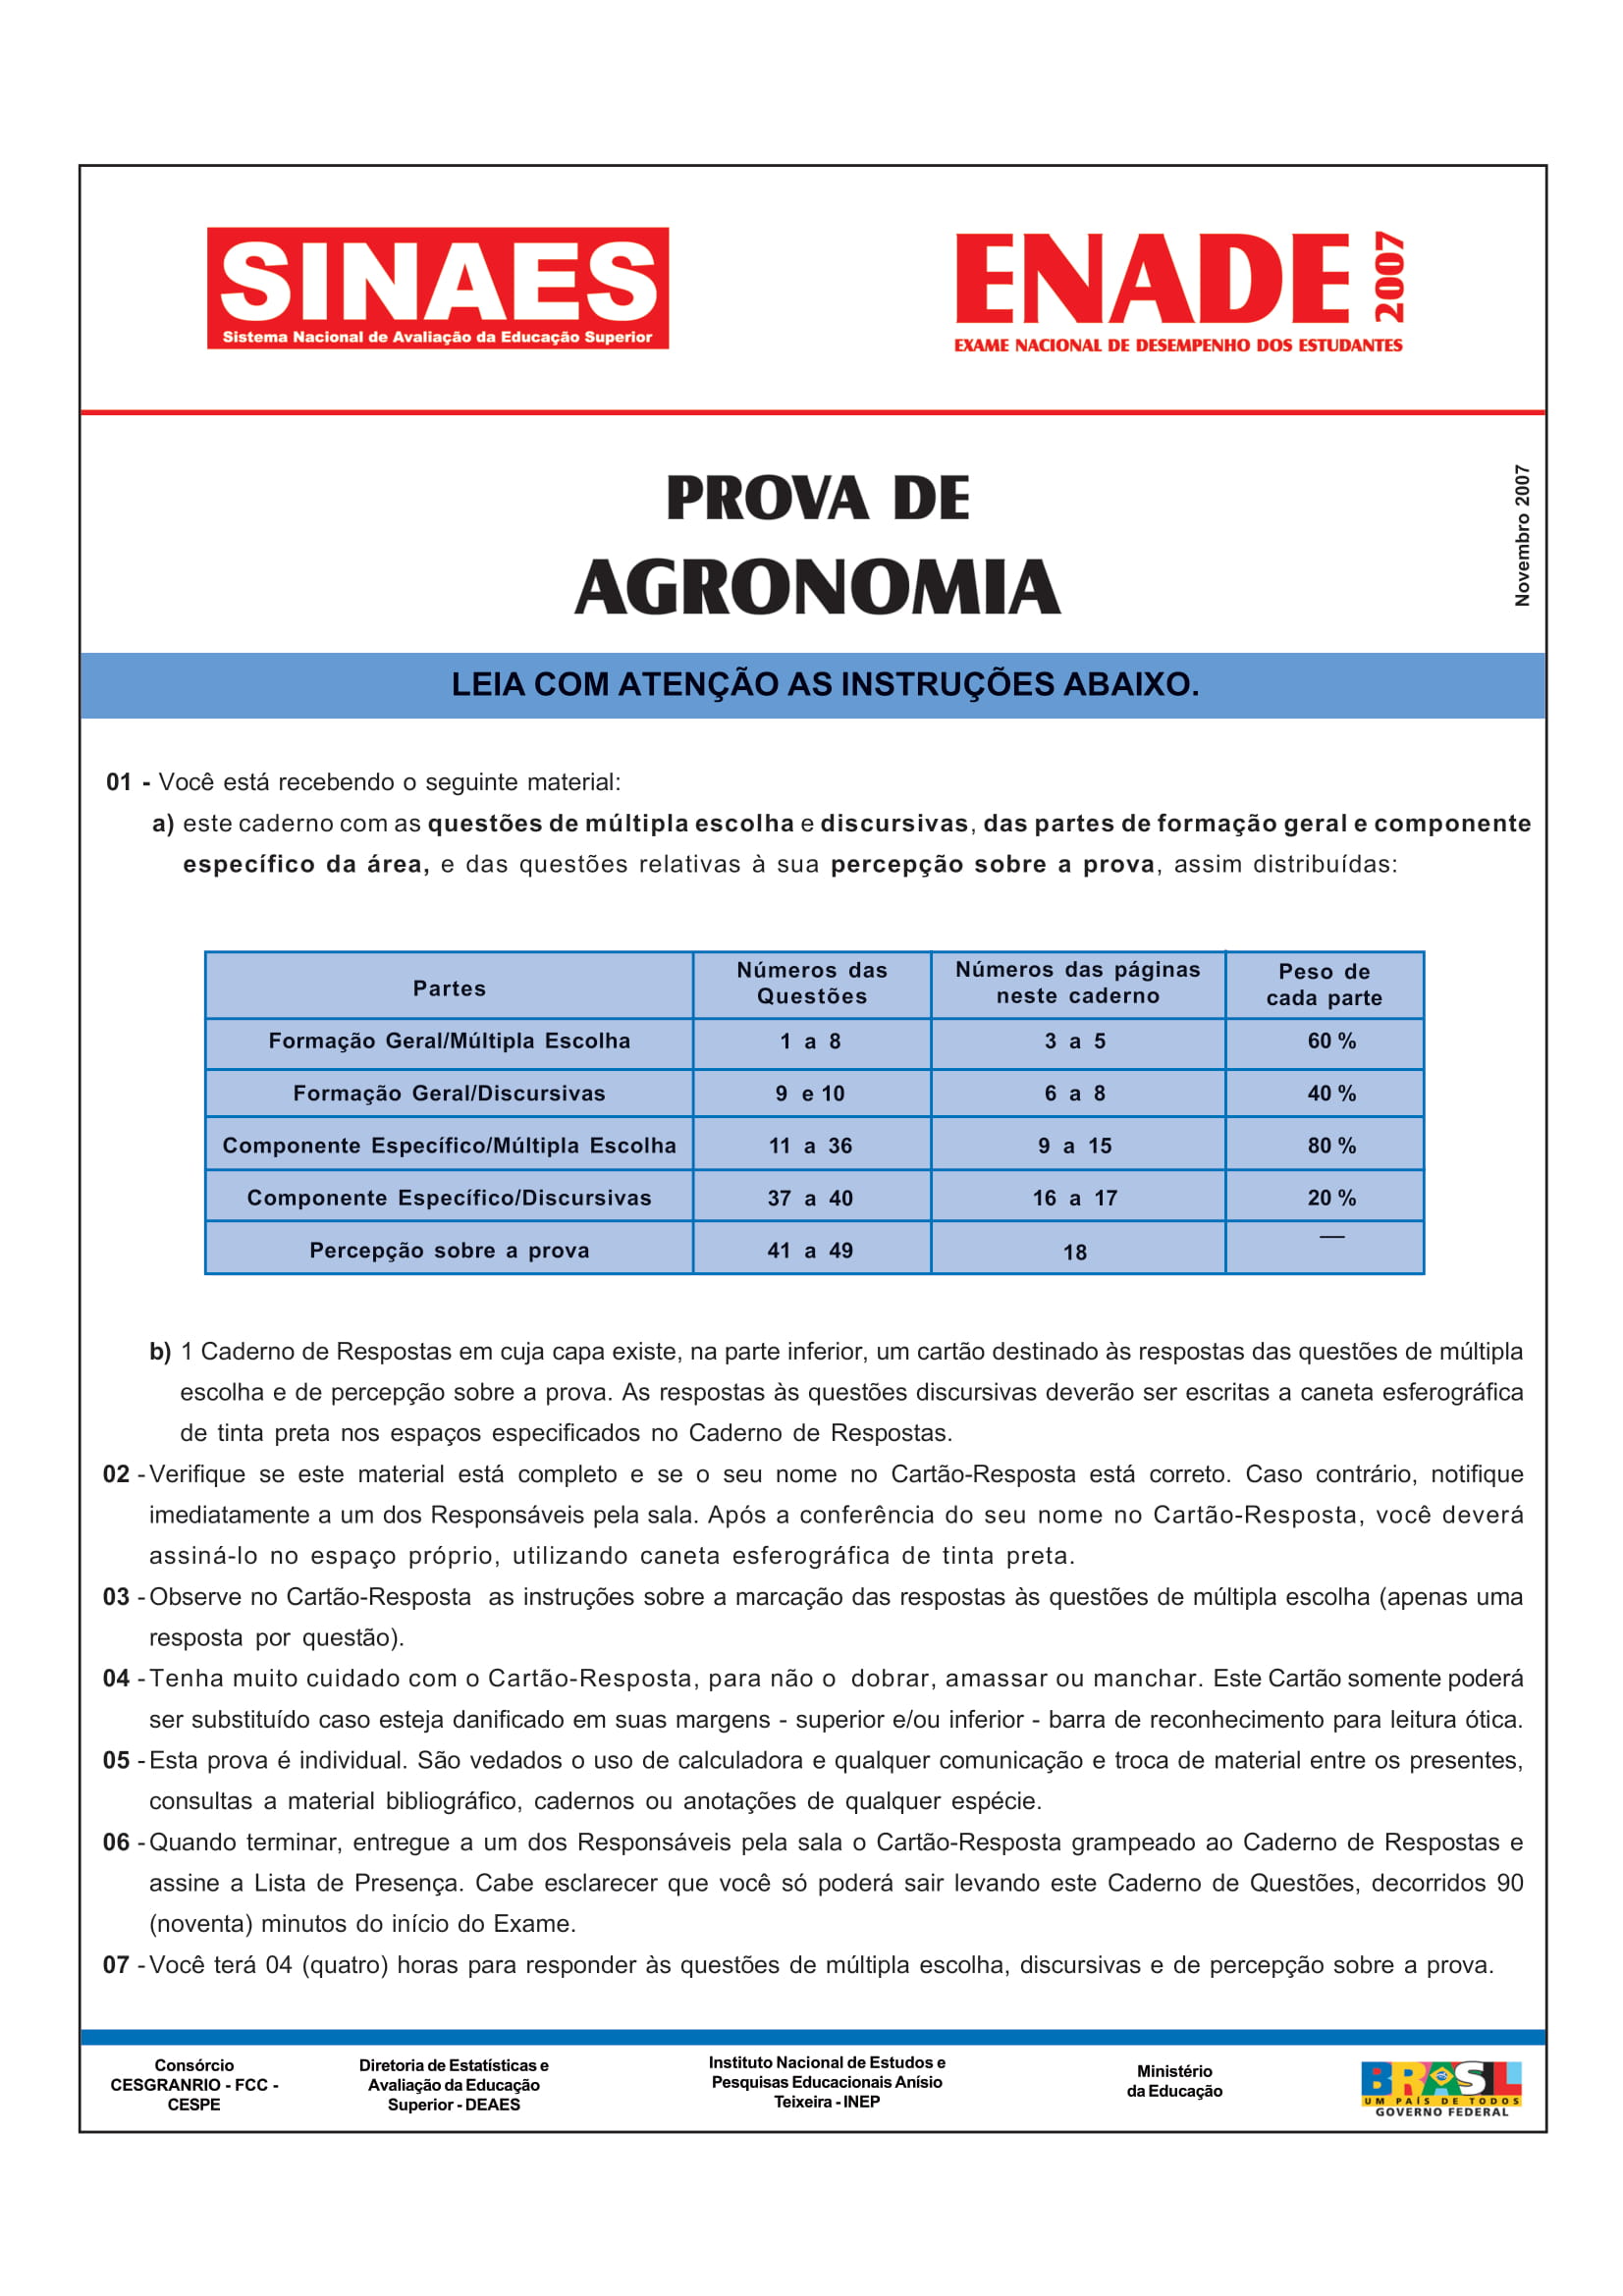 SINAES
Sistema Nacional de Avaliação da Educação Superior
ENADE 2007
EXAME NACIONAL DE DESEMPENHO DOS ESTUDANTES
PROVA DE
AGRONOMIA
Novembro 2007
LEIA COM ATENÇÃO AS INSTRUÇÕES ABAIXO.
01 - Você está recebendo o seguinte material:
a) este caderno com as questões de múltipla escolha e discursivas, das partes de formação geral e componente
específico da área, e das questões relativas à sua percepção sobre a prova, assim distribuídas:
Partes
Números das
Questões
Números das páginas
neste caderno
Peso de
cada parte
Formação Geral/Múltipla Escolha 1 a 8 3 a 5 60 %
Formação Geral/Discursivas 9 e 10 6 a 8 40 %
Componente Específico/Múltipla Escolha 11 a 36 9 a 15 80 %
Componente Específico/Discursivas 37 a 40 16 a 17 20 %
Percepção sobre a prova 41 a 49 18 —
b) 1 Caderno de Respostas em cuja capa existe, na parte inferior, um cartão destinado às respostas das questões de múltipla
escolha e de percepção sobre a prova. As respostas às questões discursivas deverão ser escritas a caneta esferográfica
de tinta preta nos espaços especificados no Caderno de Respostas.
02 - Verifique se este material está completo e se o seu nome no Cartão-Resposta está correto. Caso contrário, notifique
imediatamente a um dos Responsáveis pela sala. Após a conferência do seu nome no Cartão-Resposta, você deverá
assiná-lo no espaço próprio, utilizando caneta esferográfica de tinta preta.
03 - Observe no Cartão-Resposta as instruções sobre a marcação das respostas às questões de múltipla escolha (apenas uma
resposta por questão).
04 - Tenha muito cuidado com o Cartão-Resposta, para não o dobrar, amassar ou manchar. Este Cartão somente poderá
ser substituído caso esteja danificado em suas margens - superior e/ou inferior - barra de reconhecimento para leitura ótica.
05 - Esta prova é individual. São vedados o uso de calculadora e qualquer comunicação e troca de material entre os presentes,
consultas a material bibliográfico, cadernos ou anotações de qualquer espécie.
06 - Quando terminar, entregue a um dos Responsáveis pela sala o Cartão-Resposta grampeado ao Caderno de Respostas e
assine a Lista de Presença. Cabe esclarecer que você só poderá sair levando este Caderno de Questões, decorridos 90
(noventa) minutos do início do Exame.
07 - Você terá 04 (quatro) horas para responder às questões de múltipla escolha, discursivas e de percepção sobre a prova.
Consórcio
CESGRANRIO - FCC -
CESPE
Diretoria de Estatísticas e
Avaliação da Educação
Superior - DEAES
Instituto Nacional de Estudos e
Pesquisas Educacionais Anísio
Teixeira - INEP
Ministério
da Educação
BRASIL
UM PAÍS DE TODOS
GOVERNO FEDERAL